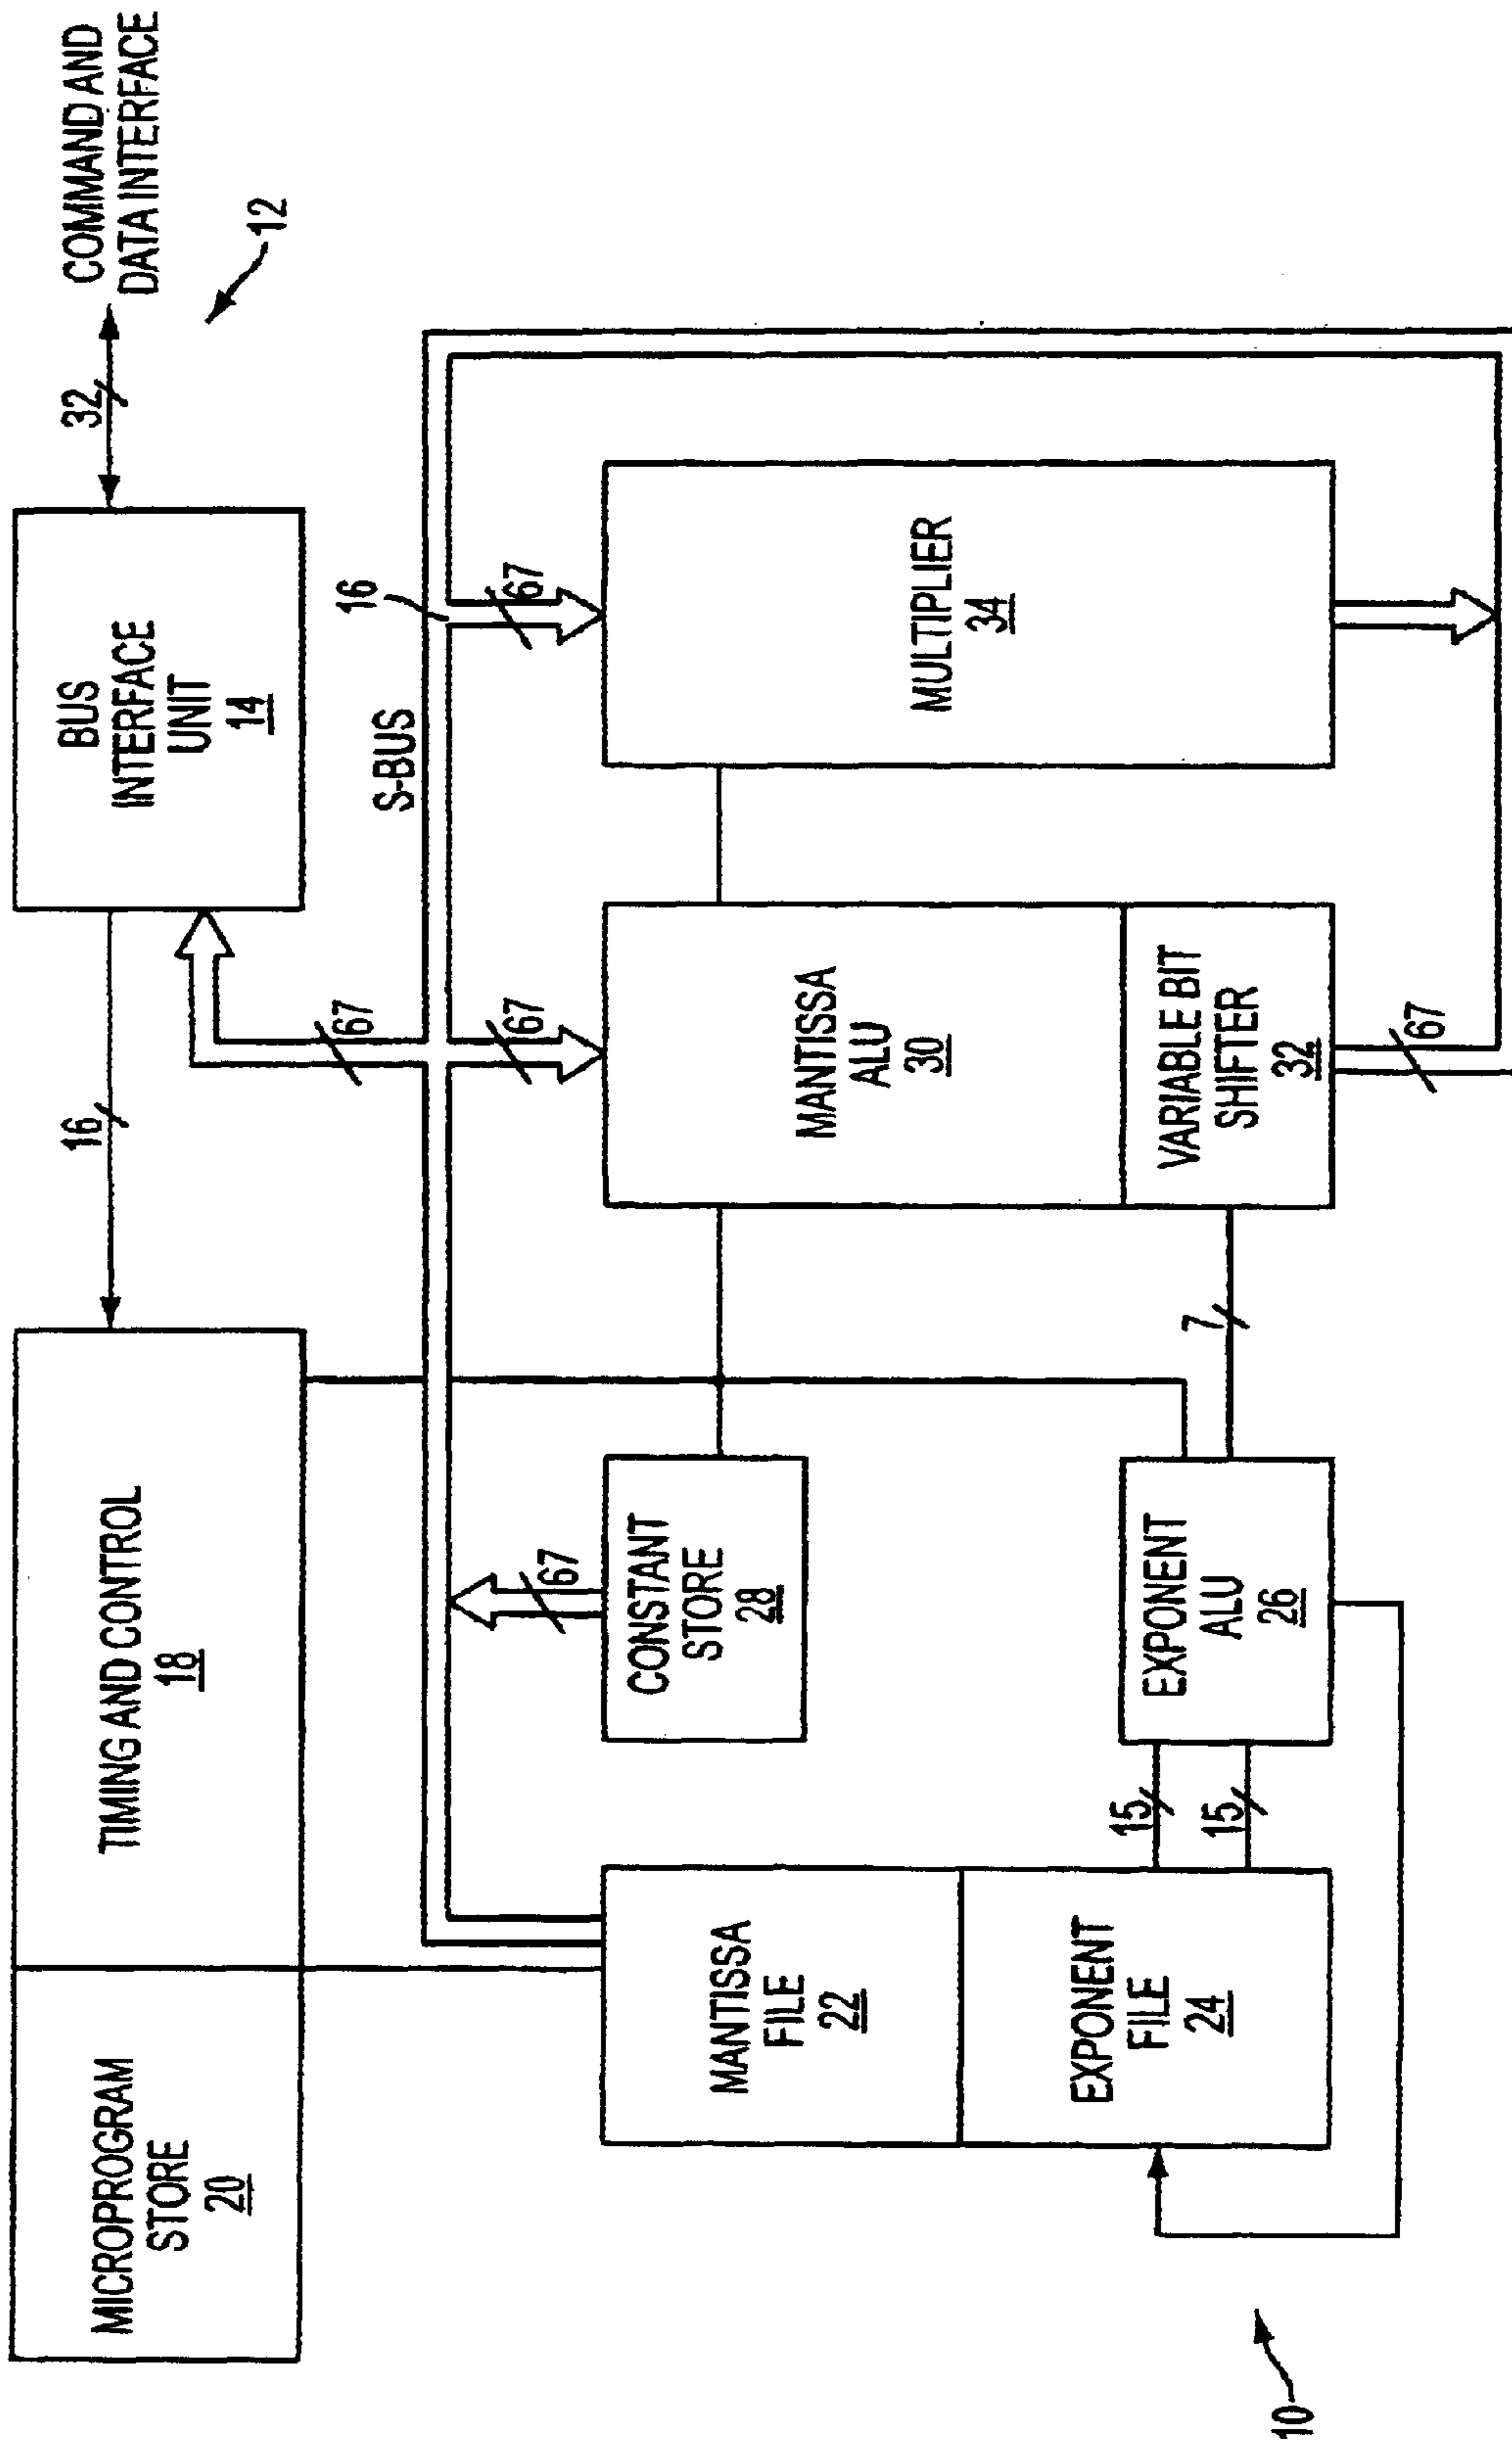 COMMAND AND
DATA INTERFACE
32
12
BUS
INTERFACE
UNIT
14
16
TIMING AND CONTROL
18
MICROPROGRAM
STORE
20
S-BUS
16
67
67
67
67
MULTIPLIER
34
MANTISSA
ALU
30
VARIABLE BIT
SHIFTER
32
67
7
CONSTANT
STORE
28
EXPONENT
ALU
26
15
15
MANTISSA
FILE
22
EXPONENT
FILE
24
10